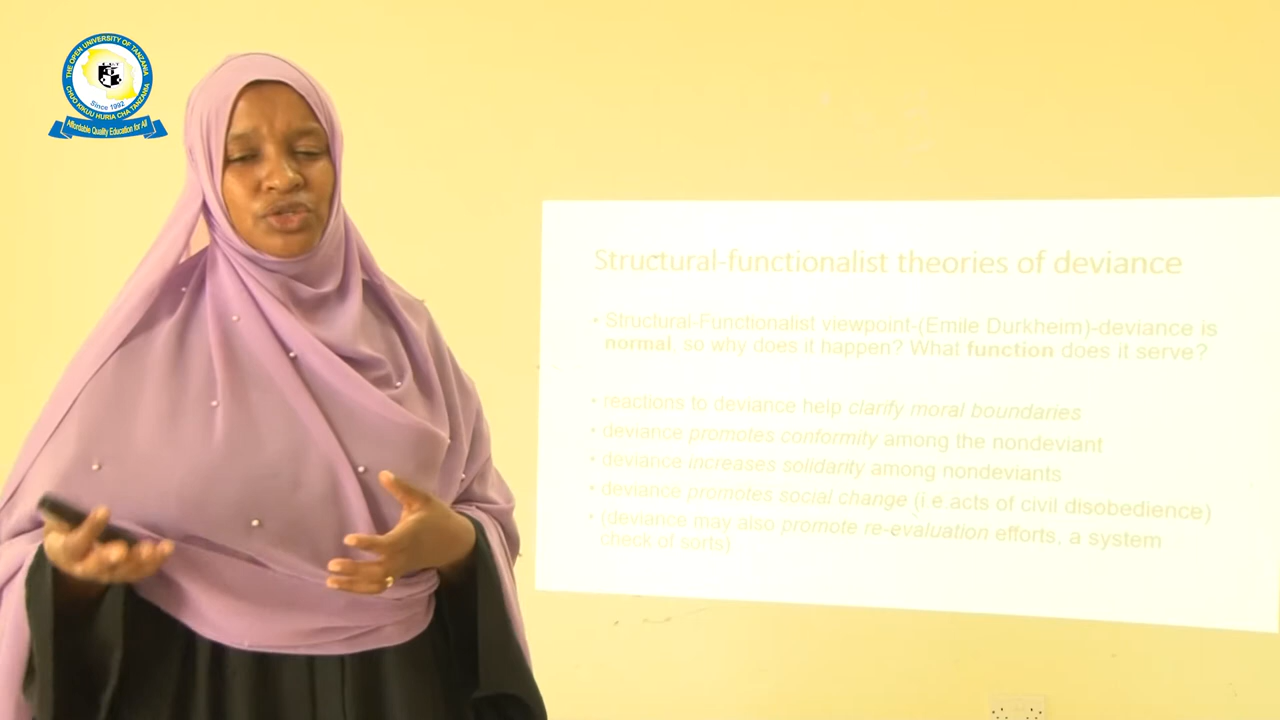 THE OPEN UNIVERSITY OF TANZANIA
CHUO KIKUU HURIA CHA TANZANIA
Since 1992
Affordable Quality Education for All
Structural-functionalist theories of deviance
• Structural-Functionalist viewpoint-(Emile Durkheim)-deviance is
normal, so why does it happen? What function does it serve?
• reactions to deviance help clarify moral boundaries
• deviance promotes conformity among the nondeviant
• deviance increases solidarity among nondeviants
• deviance promotes social change (i.e acts of civil disobedience)
• (deviance may also promote re-evaluation efforts, a system
check of sorts)